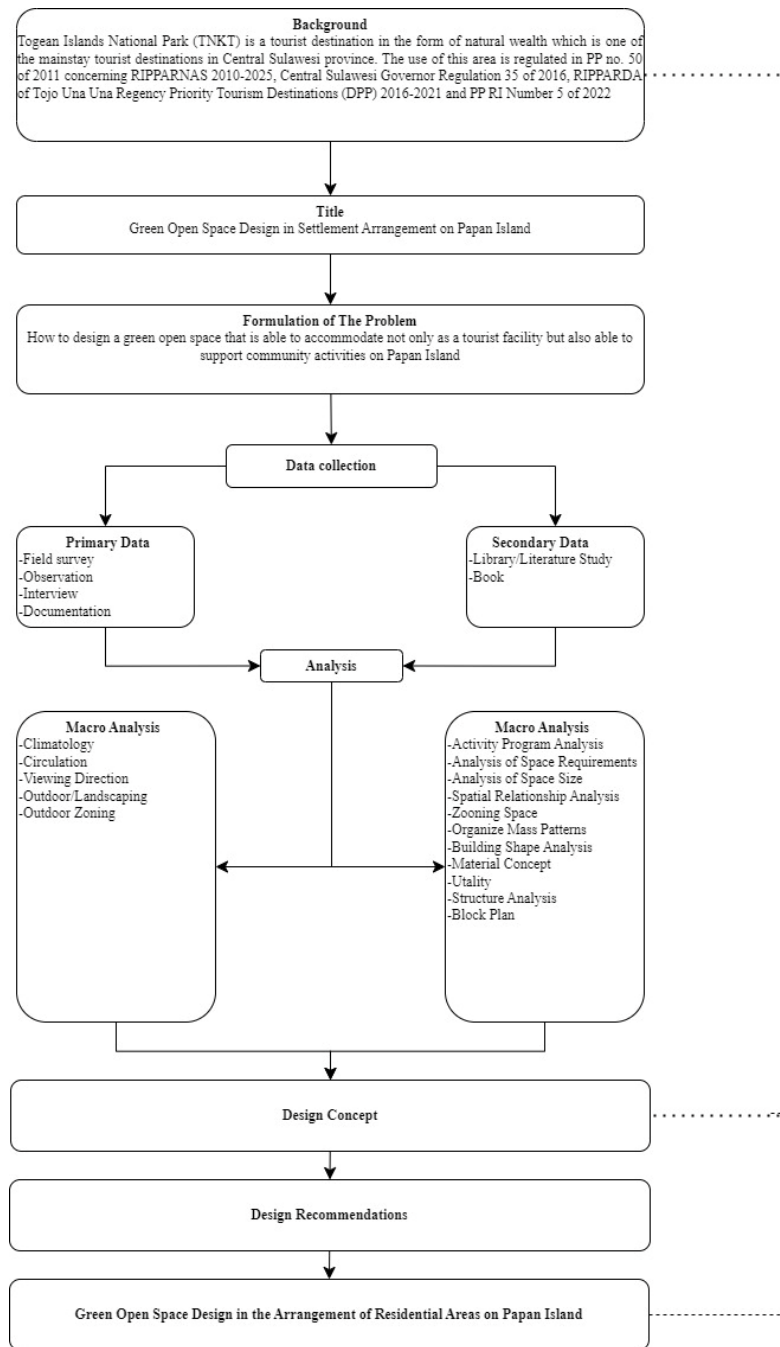 Background
Togean Islands National Park (TNKT) is a tourist destination in the form of natural wealth which is one of
the mainstay tourist destinations in Central Sulawesi province. The use of this area is regulated in PP no. 50
of 2011 concerning RIPPARNAS 2010-2025, Central Sulawesi Governor Regulation 35 of 2016, RIPPARDA
of Tojo Una Una Regency Priority Tourism Destinations (DPP) 2016-2021 and PP RI Number 5 of 2022
Title
Green Open Space Design in Settlement Arrangement on Papan Island
Formulation of The Problem
How to design a green open space that is able to accommodate not only as a tourist facility but also able to
support community activities on Papan Island
Data collection
Primary Data
-Field survey
-Observation
-Interview
-Documentation
Secondary Data
-Library/Literature Study
-Book
Analysis
Macro Analysis
-Climatology
-Circulation
-Viewing Direction
-Outdoor/Landscaping
-Outdoor Zoning
Macro Analysis
-Activity Program Analysis
-Analysis of Space Requirements
-Analysis of Space Size
-Spatial Relationship Analysis
-Zooning Space
-Organize Mass Patterns
-Building Shape Analysis
-Material Concept
-Utality
-Structure Analysis
-Block Plan
Design Concept
Design Recommendations
Green Open Space Design in the Arrangement of Residential Areas on Papan Island